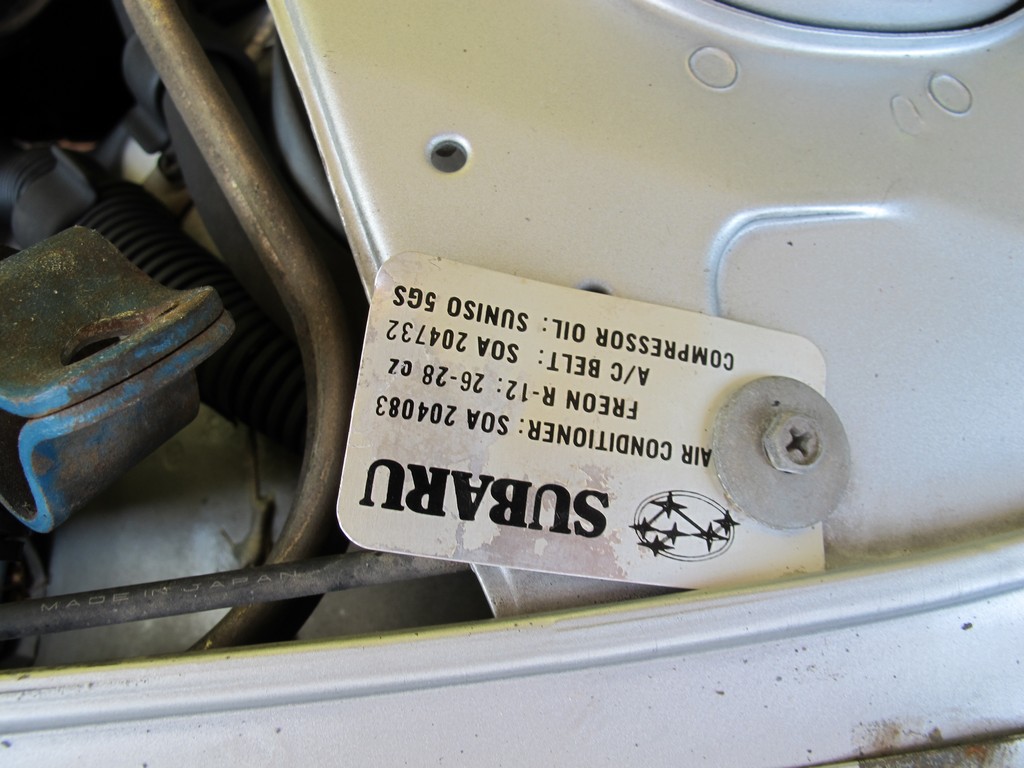 SUBARU
AIR CONDITIONER: SOA 204083
FREON R-12: 26-28 oz
A/C BELT: SOA 204732
COMPRESSOR OIL: SUNISO 5GS
MADE IN JAPAN